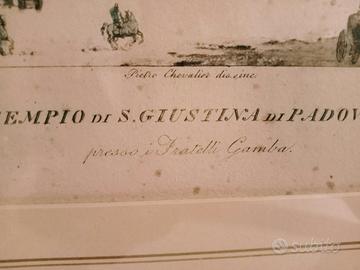 Pietro Chevalier dis. e inc.
TEMPIO DI S. GIUSTINA DI PADOV
presso i Fratelli Gamba.
subito